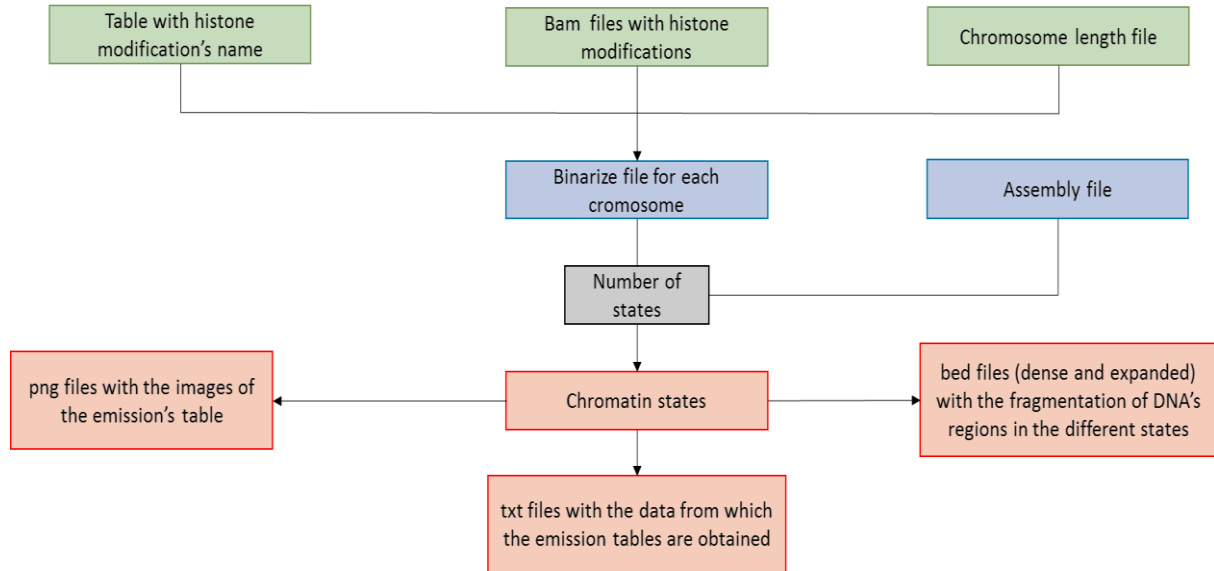 Table with histone
modification's name
Bam files with histone
modifications
Chromosome length file
Binarize file for each
cromosome
Assembly file
Number of
states
png files with the images of
the emission's table
Chromatin states
bed files (dense and expanded)
with the fragmentation of DNA's
regions in the different states
txt files with the data from which
the emission tables are obtained